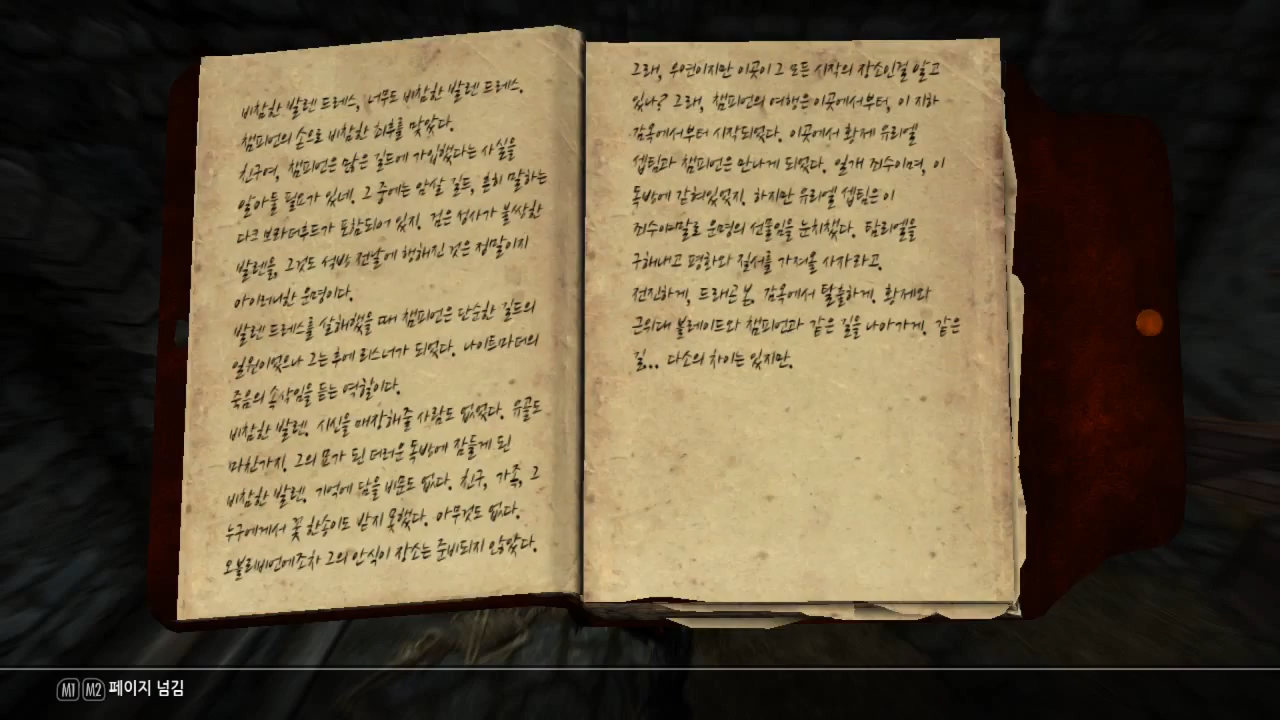 비참한 발렌 드레스, 너무도 비참한 발렌 드레스.
챔피언의 손으로 비참한 최후를 맞았다.
친구여, 챔피언은 많은 길드에 가입했다는 사실을
알아둘 필요가 있네. 그 중에는 암살 길드, 흔히 말하는
다크 브라더후드가 포함되어 있지. 검은 성사가 불쌍한
발렌을, 그것도 석방 전날에 행해진 것은 정말이지
아이러니한 운명이다.
발렌 드레스를 살해했을 때 챔피언은 단순한 길드의
일원이었으나 그는 후에 리스너가 되었다. 나이트마더의
죽음의 속삭임을 듣는 역할이다.
비참한 발렌. 시신을 매장해줄 사람도 없었다. 유골도
마찬가지. 그의 묘가 된 더러운 독방에 잠들게 된
비참한 발렌. 기억에 담을 비문도 없다. 친구, 가족, 그
누구에게서 꽃 한송이도 받지 못했다. 아무것도 없다.
오블리비언에조차 그의 안식이 장소는 준비되지 않았다.
그래, 우연이지만 이곳이 그 모든 시작의 장소인걸 알고
있나? 그래, 챔피언의 여행은 이곳에서부터, 이 지하
감옥에서부터 시작되었다. 이곳에서 황제 유리엘
셉팀과 챔피언은 만나게 되었다. 일개 죄수이며, 이
독방에 갇혀있었지. 하지만 유리엘 셉팀은 이
죄수야말로 운명의 선물임을 눈치챘다. 탐리엘을
구해내고 평화와 질서를 가져올 사자라고.
전진하게, 드래곤 본. 감옥에서 탈출하게. 황제와
근위대 블레이드와 챔피언과 같은 길을 나아가게. 같은
길.. 다소의 차이는 있지만.
M1 M2 페이지 넘김